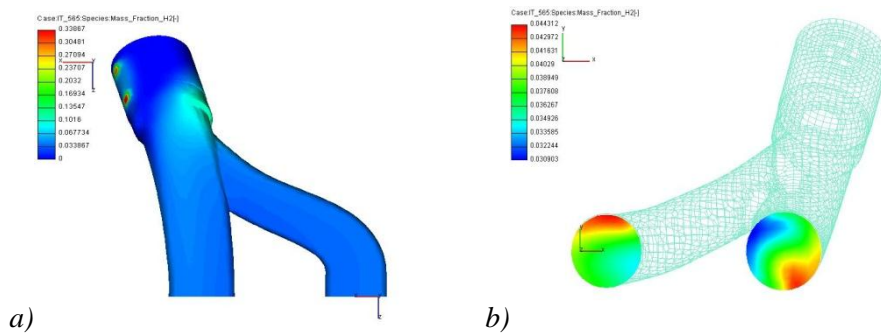 Case:IT_565:Species:Mass_Fraction_H2[-]
0.33867
0.30481
0.27094
0.23707
0.2032
0.16934
0.13547
0.1016
0.067734
0.033867
0
X
Y
Z
Z
a)
Case:IT_565:Species:Mass_Fraction_H2[-]
0.044312
0.042972
0.041631
0.04029
0.038949
0.037608
0.036267
0.034926
0.033585
0.032244
0.030903
Y
Z
X
b)